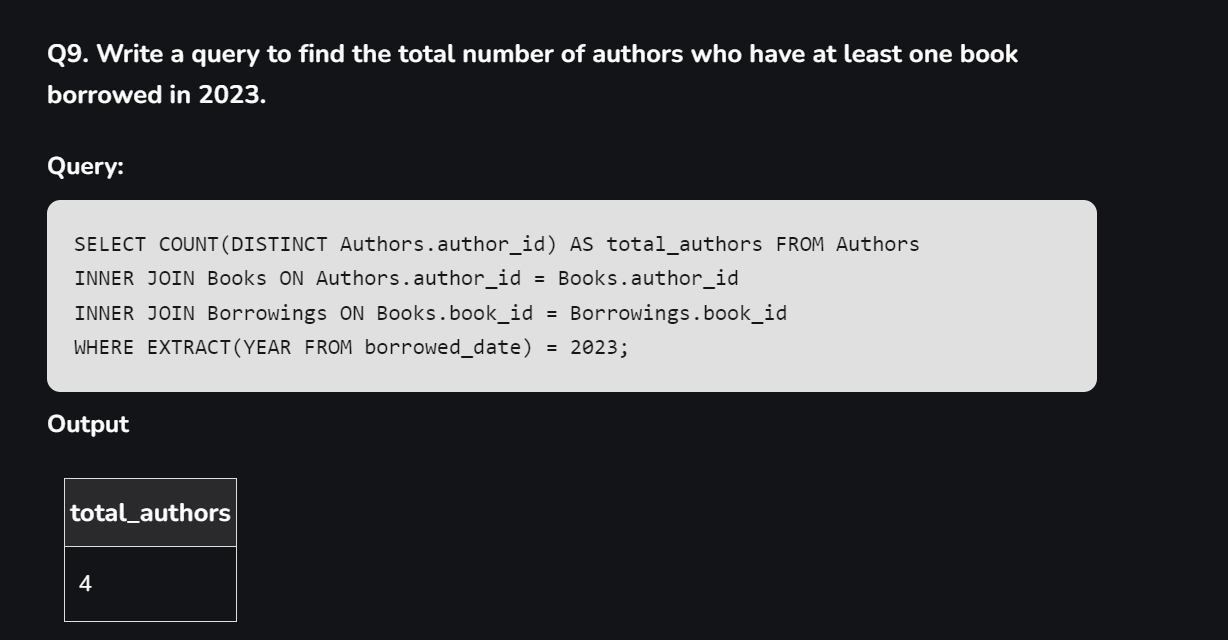 Q9. Write a query to find the total number of authors who have at least one book
borrowed in 2023.
Query:
SELECT COUNT(DISTINCT Authors.author_id) AS total_authors FROM Authors
INNER JOIN Books ON Authors.author_id = Books.author_id
INNER JOIN Borrowings ON Books.book_id = Borrowings.book_id
WHERE EXTRACT(YEAR FROM borrowed_date) = 2023;
Output
total_authors
4